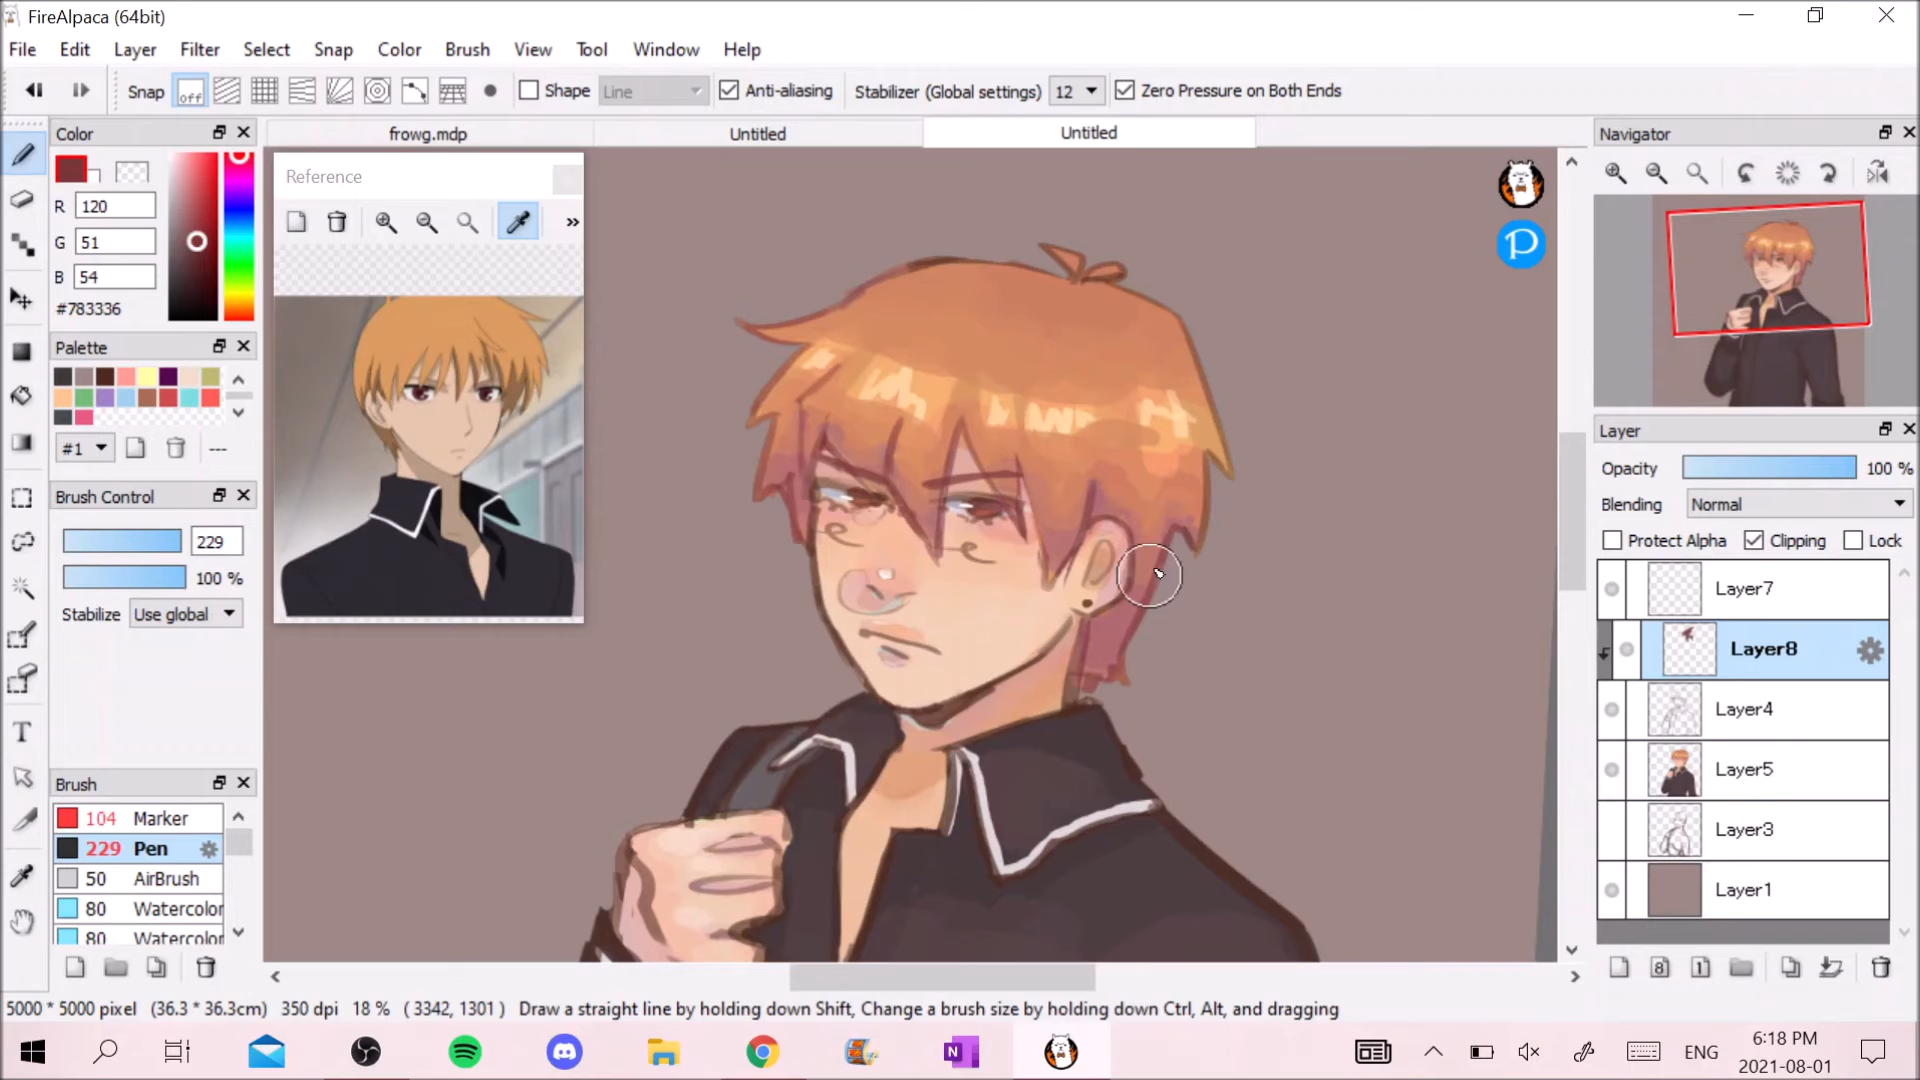 FireAlpaca (64bit)
File Edit Layer Filter Select Snap Color Brush View Tool Window Help
Snap off Shape Line Anti-aliasing Stabilizer (Global settings) 12 Zero Pressure on Both Ends
Color
frowg.mdp Untitled Untitled
Navigator
Reference
R 120
G 51
B 54
#783336
»
Palette
#1 ---
Layer
Opacity 100 %
Blending Normal
Protect Alpha Clipping Lock
Brush Control
229
100 %
Stabilize Use global
Layer7
Layer8
Layer4
Layer5
Layer3
Layer1
Brush
104 Marker
229 Pen
50 AirBrush
80 Watercolor
80 Watercolor
8 1
T
P
5000 * 5000 pixel (36.3 * 36.3cm) 350 dpi 18 % ( 3342, 1301 ) Draw a straight line by holding down Shift, Change a brush size by holding down Ctrl, Alt, and dragging
N
ENG
6:18 PM
2021-08-01